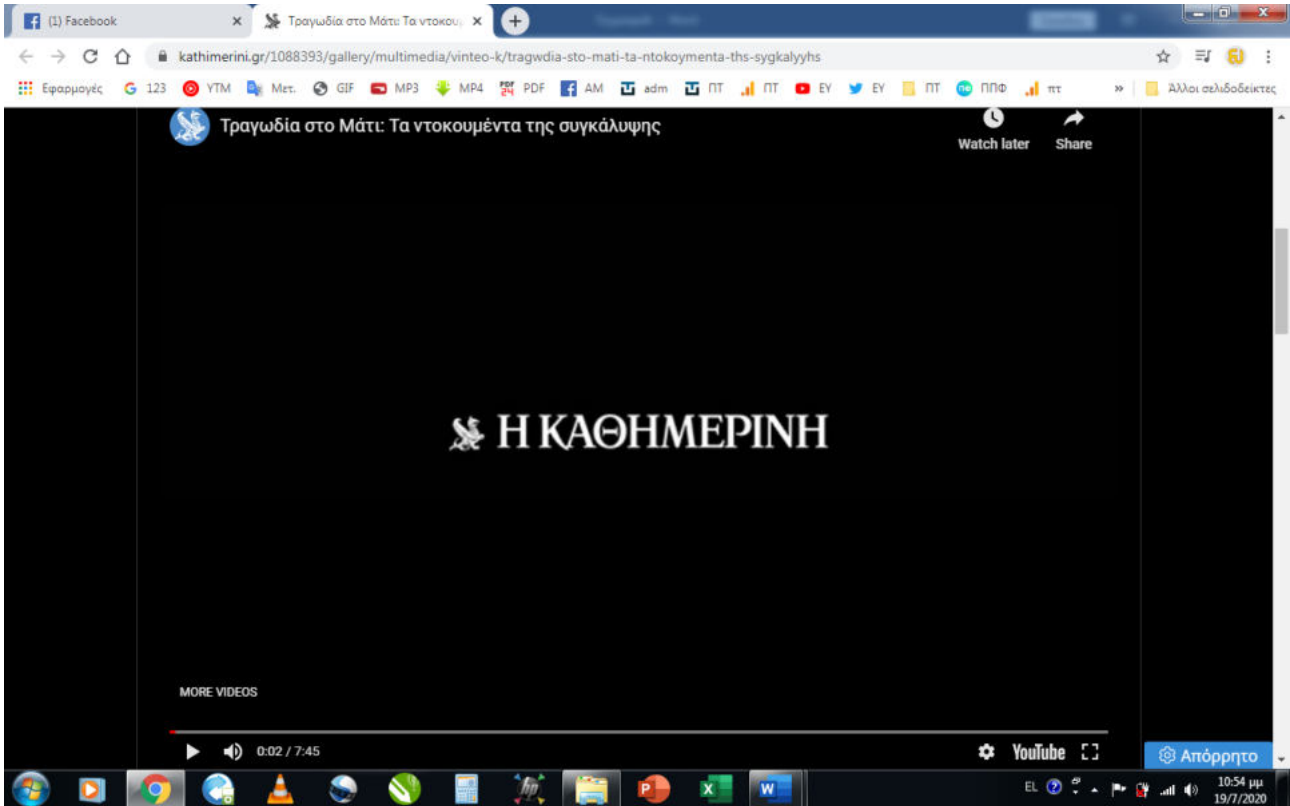 (1) Facebook
Τραγωδία στο Μάτι: Τα ντοκου
kathimerini.gr/1088393/gallery/multimedia/vinteo-k/tragwdia-sto-mati-ta-ntokoymenta-ths-sygkalyyhs
Εφαρμογές 123 YTM Μετ. GIF MP3 MP4 PDF AM adm ΠΤ ΠΤ ΕΥ ΕΥ ΠΤ ΠΠΦ πτ » Άλλοι σελιδοδείκτες
Τραγωδία στο Μάτι: Τα ντοκουμέντα της συγκάλυψης
Watch later Share
Η ΚΑΘΗΜΕΡΙΝΗ
MORE VIDEOS
0:02 / 7:45
YouTube
Απόρρητο
EL
10:54 μμ
19/7/2020